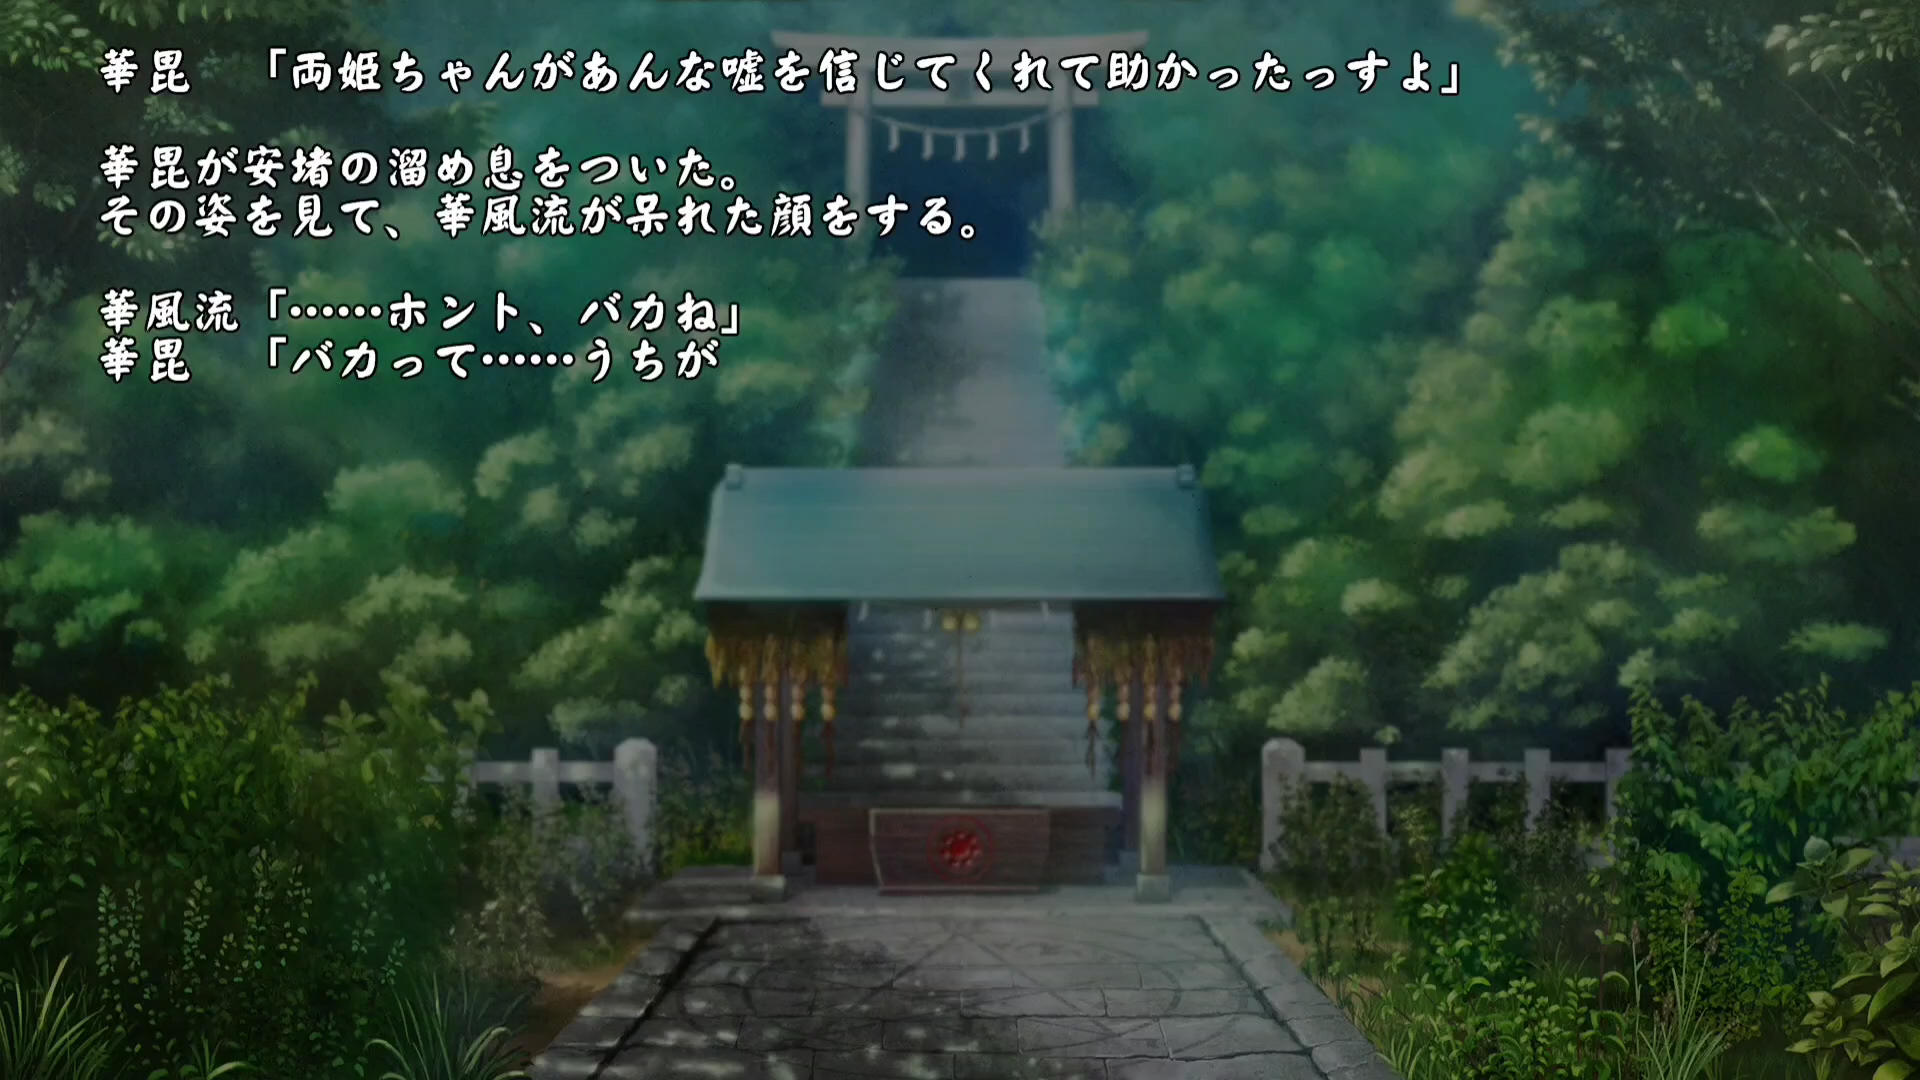 華毘　「両姫ちゃんがあんな嘘を信じてくれて助かったっすよ」
華毘が安堵の溜め息をついた。
その姿を見て、華風流が呆れた顔をする。
華風流「……ホント、バカね」
華毘　「バカって……うちが